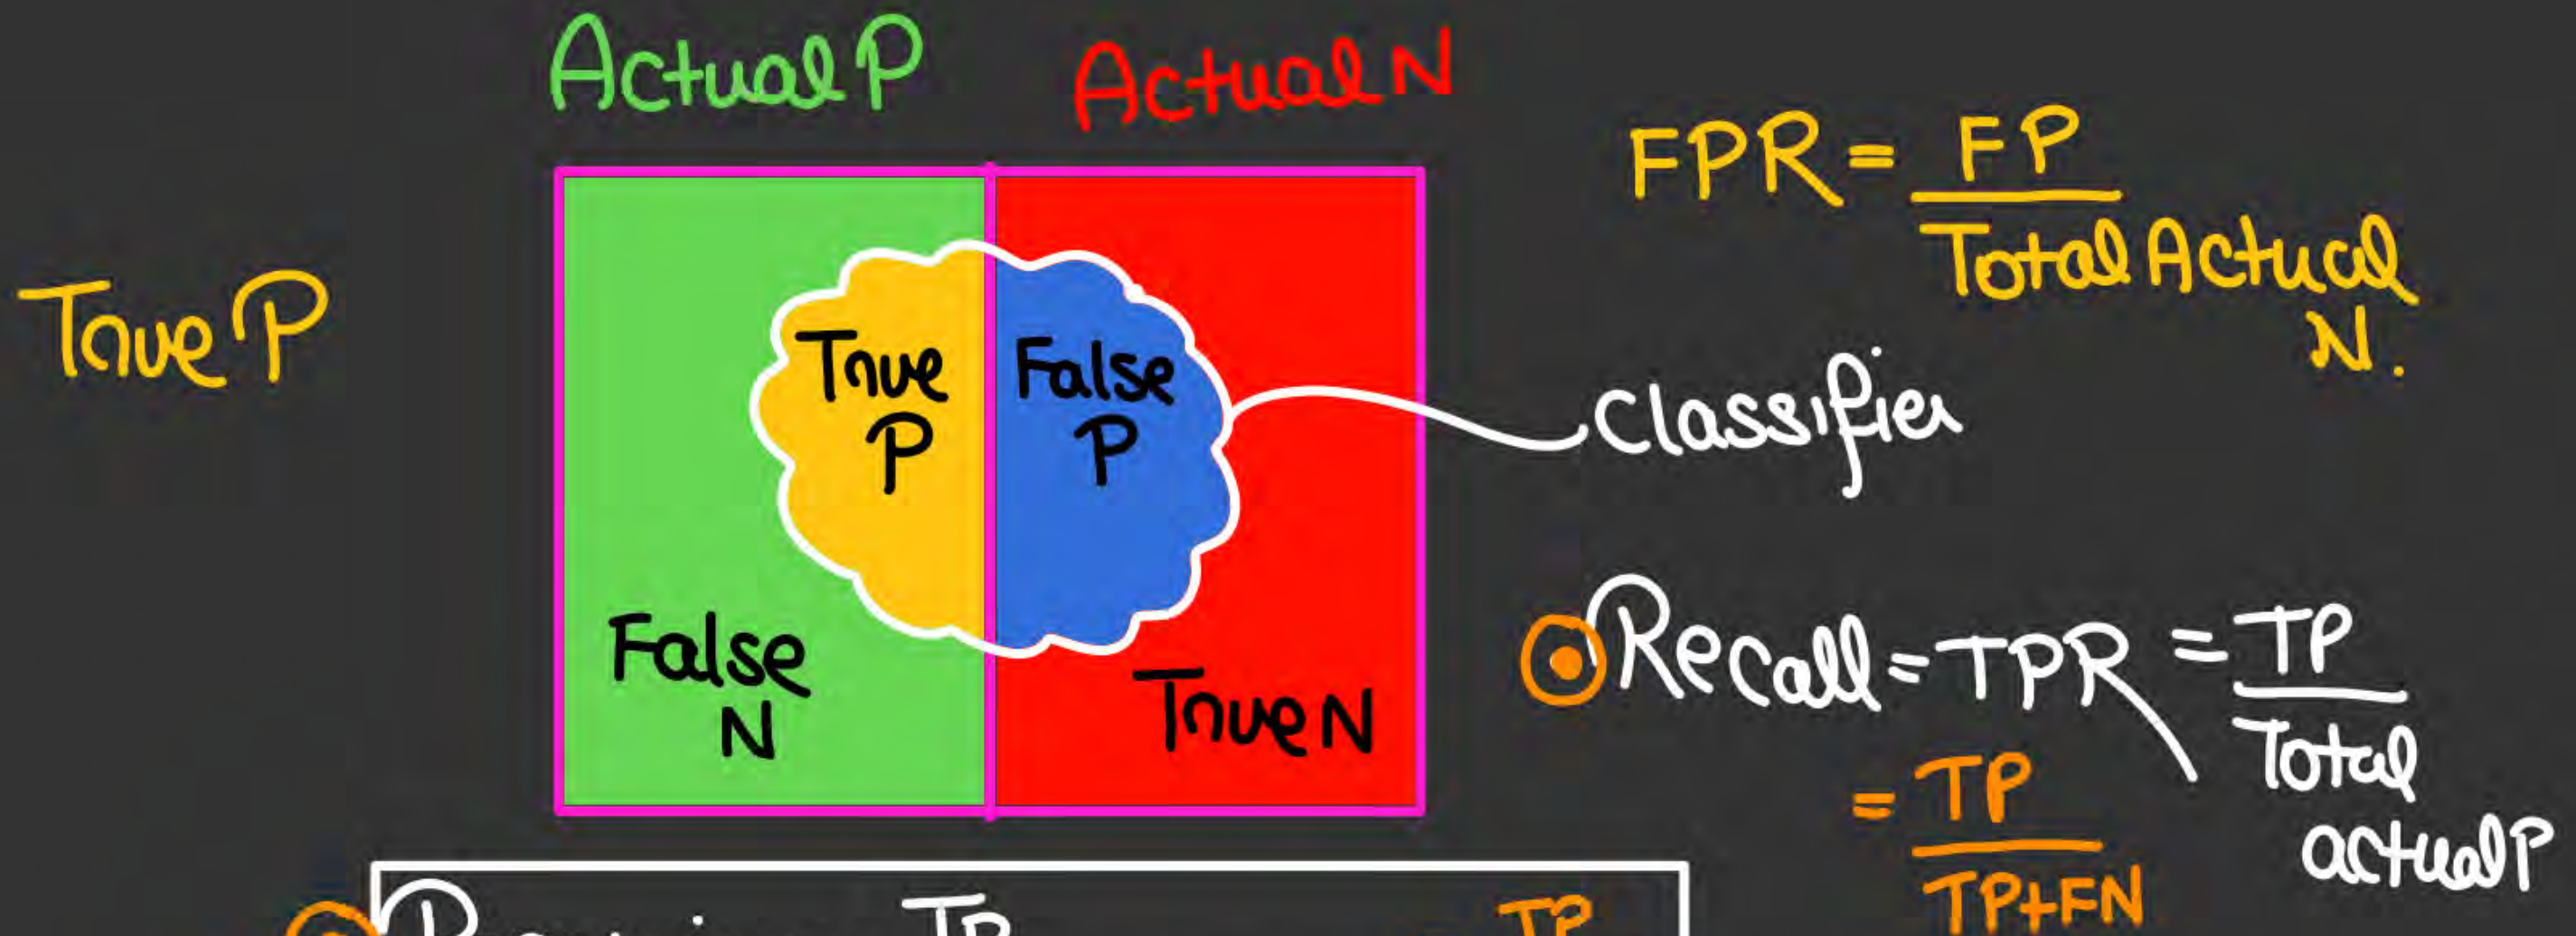 Actual P Actual N
FPR = FP
Total Actual
N.
True P
True False
P P
Classifier
Recall = TPR = TP
Total
actual P
= TP
TP+FN
False
N
True N
TP
TP